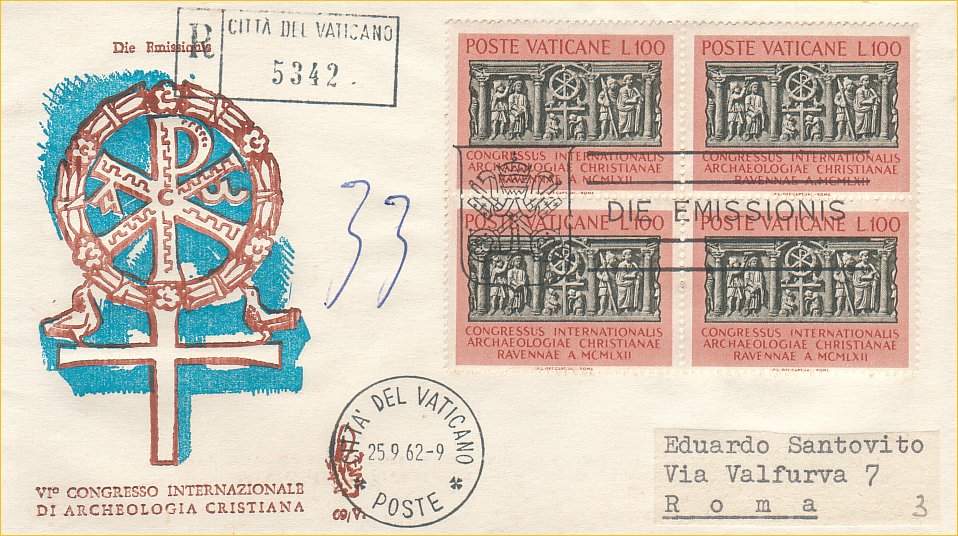 Die Emissionis
R
CITTÀ DEL VATICANO
5342.
POSTE VATICANE L.100
CONGRESSUS INTERNATIONALIS
ARCHAEOLOGIAE CHRISTIANAE
RAVENNAE A MCMLXII
POSTE VATICANE L.100
CONGRESSUS INTERNATIONALIS
ARCHAEOLOGIAE CHRISTIANAE
RAVENNAE A.MCMLXII
DIE EMISSIONIS
POSTE VATICANE L.100
CONGRESSUS INTERNATIONALIS
ARCHAEOLOGIAE CHRISTIANAE
RAVENNAE A MCMLXII
POSTE VATICANE L.100
CONGRESSUS INTERNATIONALIS
ARCHAEOLOGIAE CHRISTIANAE
RAVENNAE A MCMLXII
33
CITTA' DEL VATICANO
25.9.62-9
POSTE
VIº CONGRESSO INTERNAZIONALE
DI ARCHEOLOGIA CRISTIANA
69/V.
Eduardo Santovito
Via Valfurva 7
Roma
3